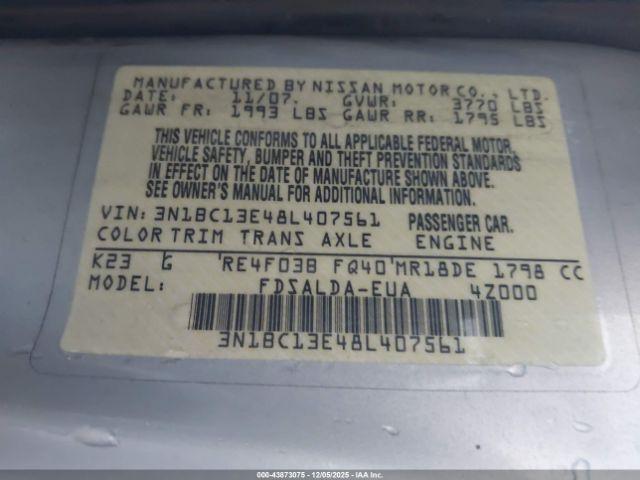 MANUFACTURED BY NISSAN MOTOR CO., LTD.
DATE: 11/07. GVWR: 3770 LBS
GAWR FR: 1993 LBS GAWR RR: 1795 LBS
THIS VEHICLE CONFORMS TO ALL APPLICABLE FEDERAL MOTOR
VEHICLE SAFETY, BUMPER AND THEFT PREVENTION STANDARDS
IN EFFECT ON THE DATE OF MANUFACTURE SHOWN ABOVE.
SEE OWNER'S MANUAL FOR ADDITIONAL INFORMATION.
VIN: 3N1BC13E48L407561 PASSENGER CAR.
COLOR TRIM TRANS AXLE ENGINE
K23 G 'RE4F03B FQ40'MR18DE 1798 CC
MODEL: FDSALDA-EUA 4Z000
3N1BC13E48L407561
000-43873075 - 12/05/2025 - IAA Inc.